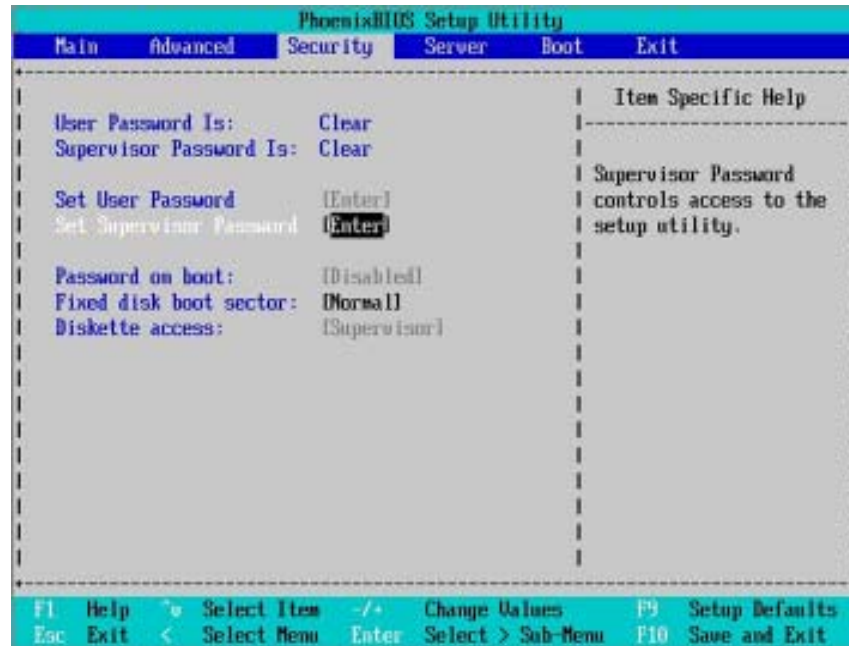 PhoenixBIOS Setup Utility
Main Advanced Security Server Boot Exit
Item Specific Help
User Password Is: Clear
Supervisor Password Is: Clear
Supervisor Password
Set User Password [Enter] controls access to the
Set Supervisor Password [Enter] setup utility.
Password on boot: [Disabled]
Fixed disk boot sector: [Normal]
Diskette access: [Supervisor]
F1 Help ^v Select Item -/+ Change Values F9 Setup Defaults
Esc Exit < Select Menu Enter Select > Sub-Menu F10 Save and Exit